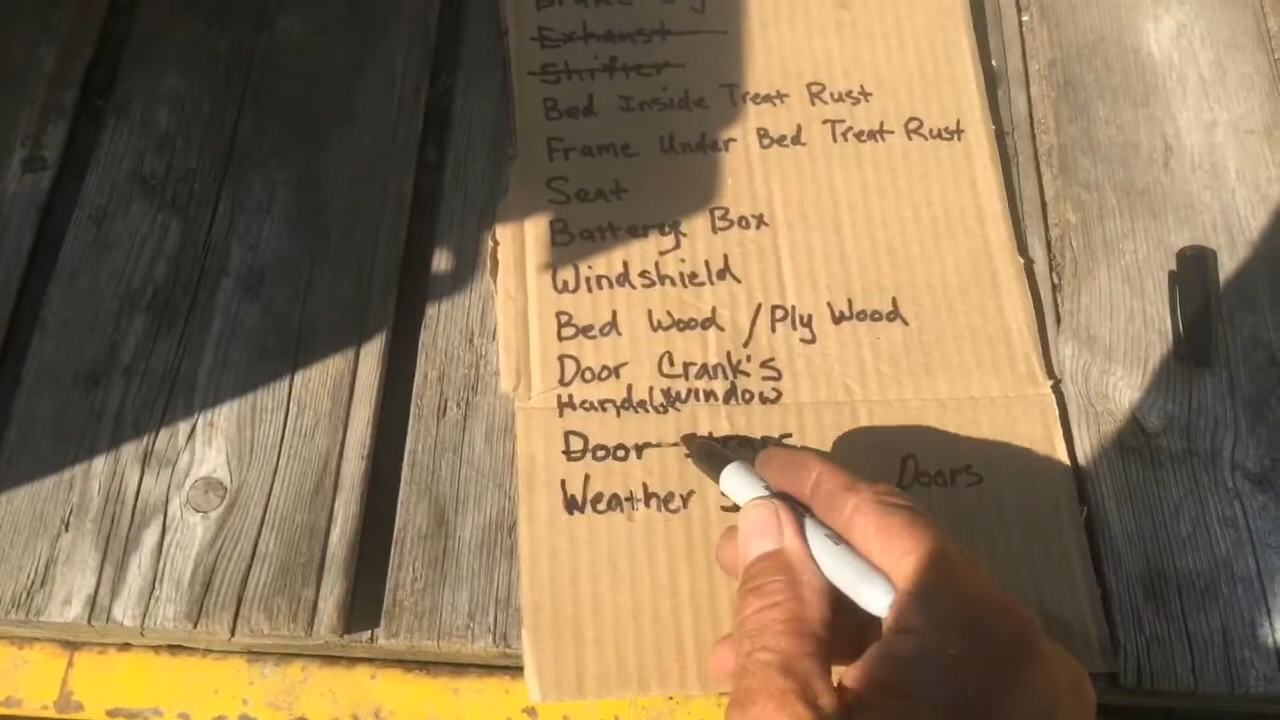 Exhaust
Shifter
Bed Inside Treat Rust
Frame Under Bed Treat Rust
Seat
Battery Box
Windshield
Bed Wood / Ply Wood
Door Crank's
Window
Door
Weather
Doors